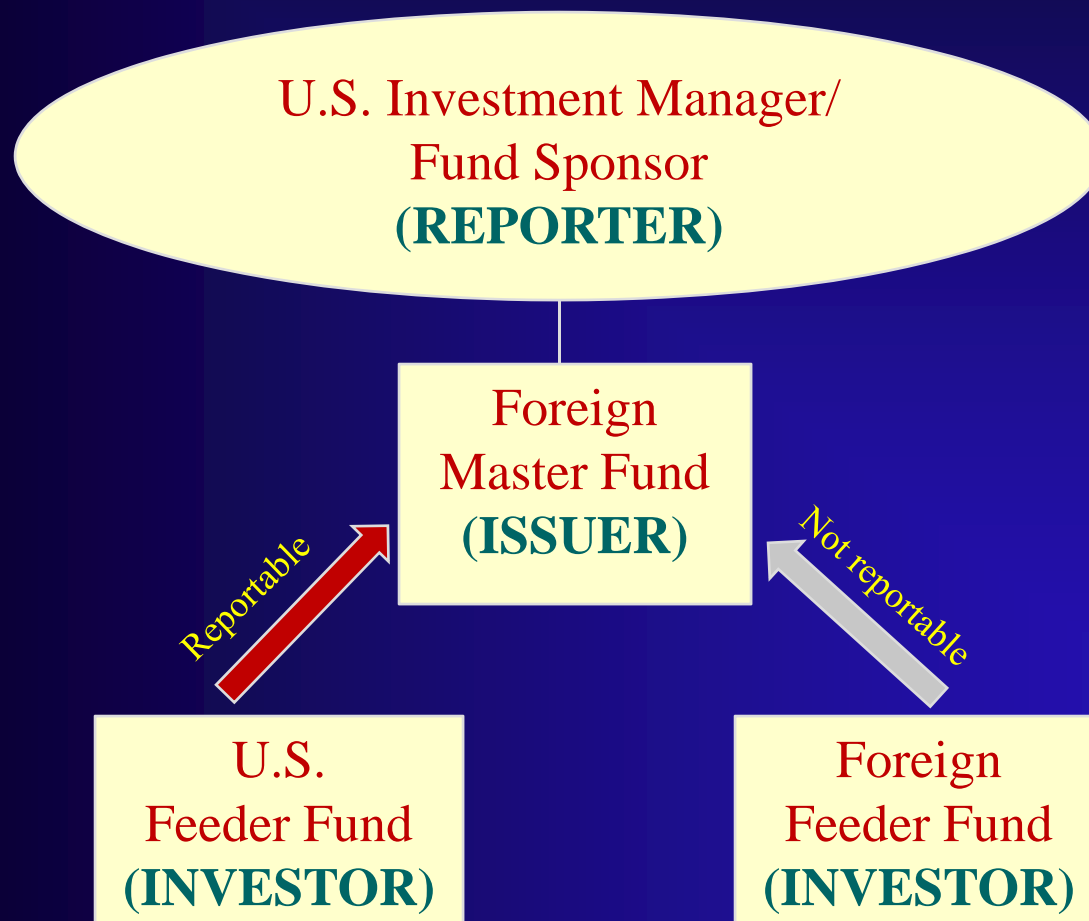 U.S. Investment Manager/
Fund Sponsor
(REPORTER)
Foreign
Master Fund
(ISSUER)
Reportable
Not reportable
U.S.
Feeder Fund
(INVESTOR)
Foreign
Feeder Fund
(INVESTOR)